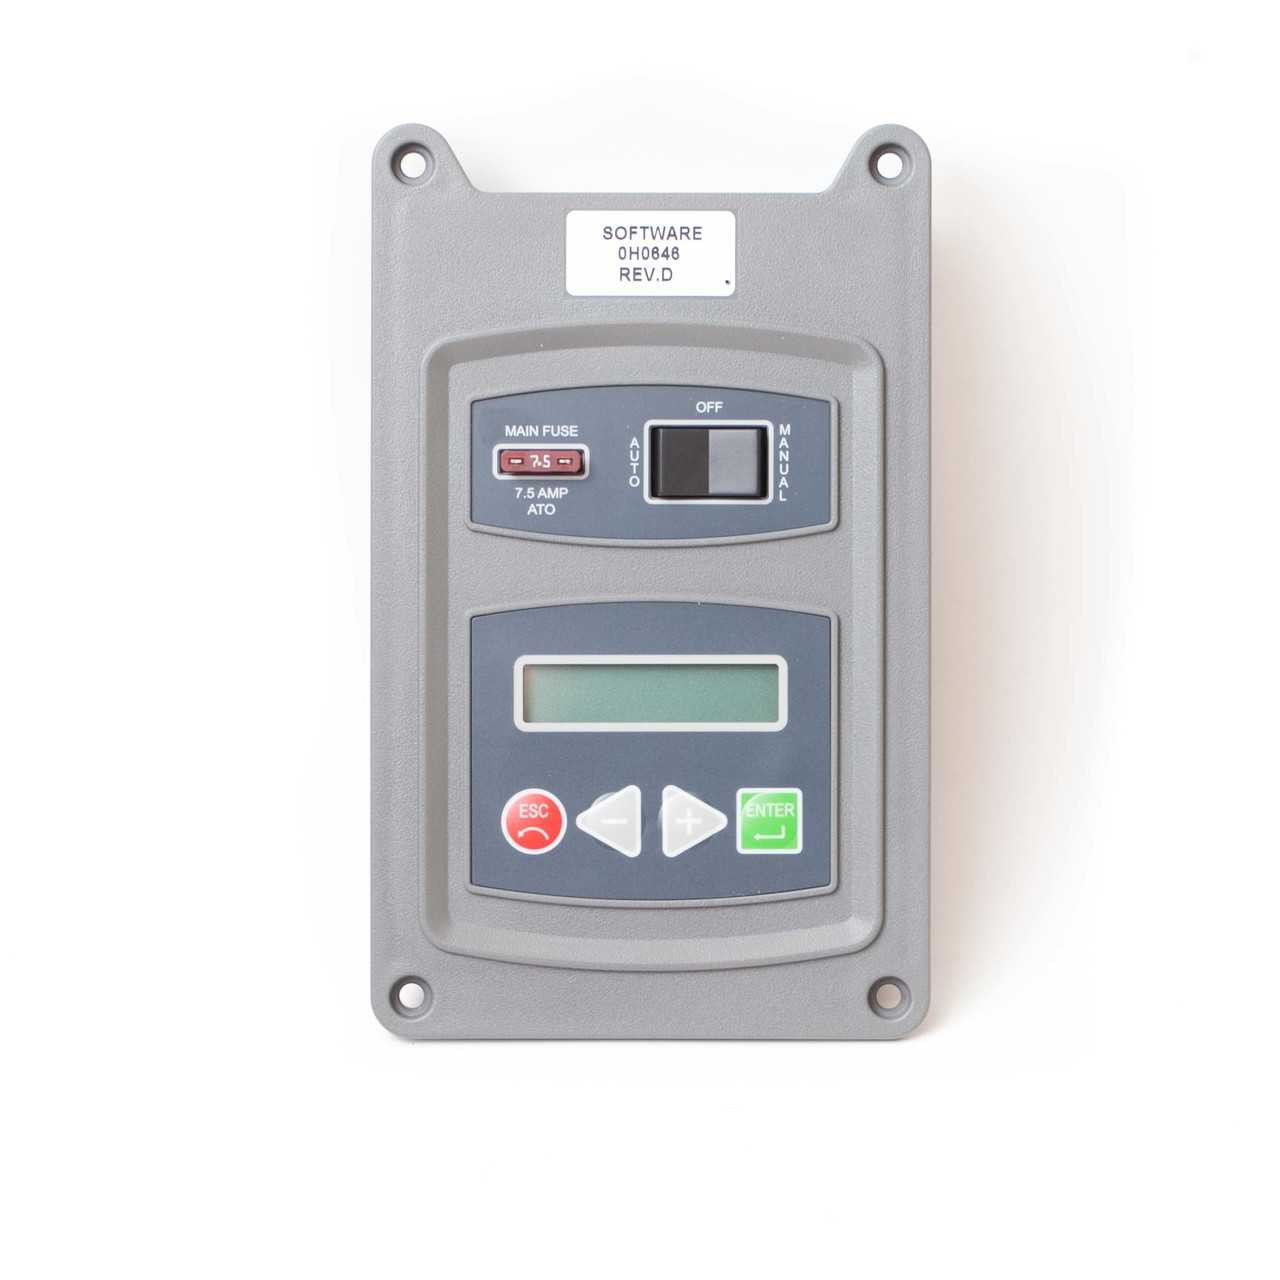 SOFTWARE
0H0646
REV.D
OFF
MAIN FUSE
7.5
7.5 AMP
ATO
AUTO
MANUAL
ESC
−
+
ENTER